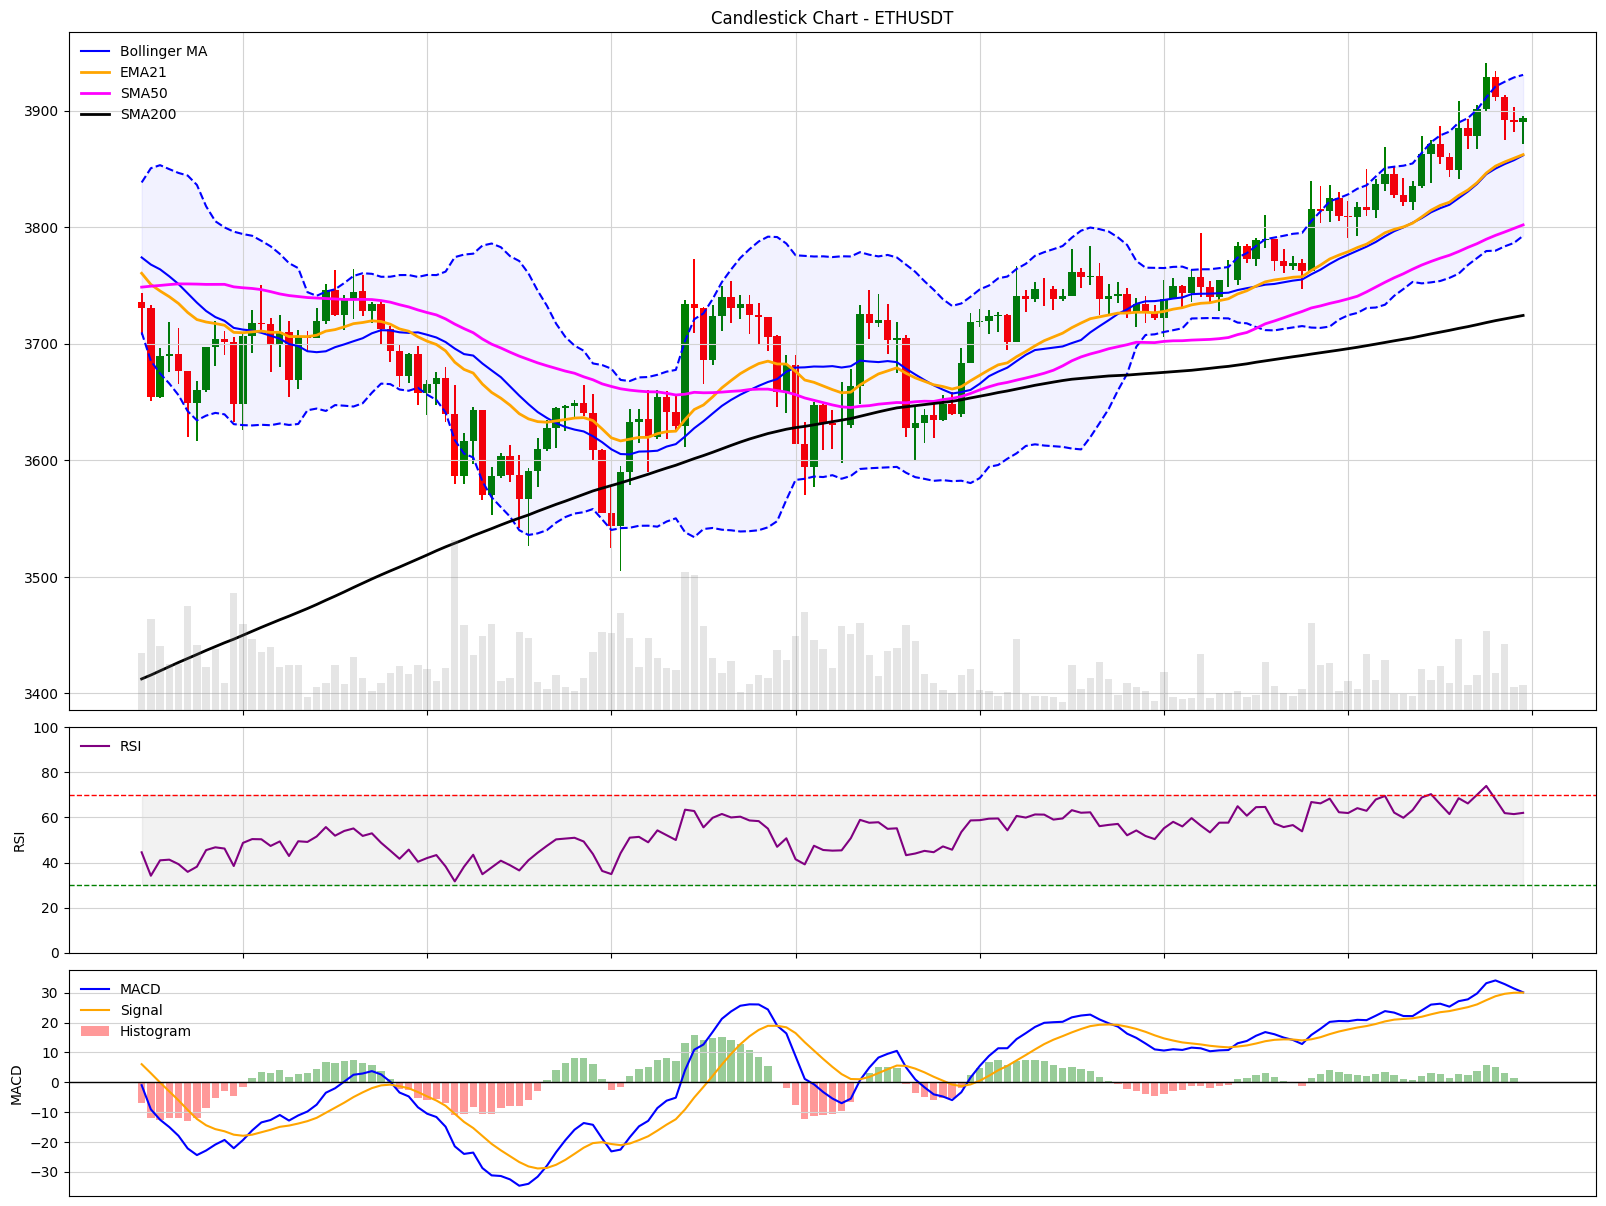 Candlestick Chart - ETHUSDT
Bollinger MA
EMA21
SMA50
SMA200
3900
3800
3700
3600
3500
3400
RSI
100
80
60
40
20
0
RSI
MACD
Signal
Histogram
30
20
10
0
−10
−20
−30
MACD